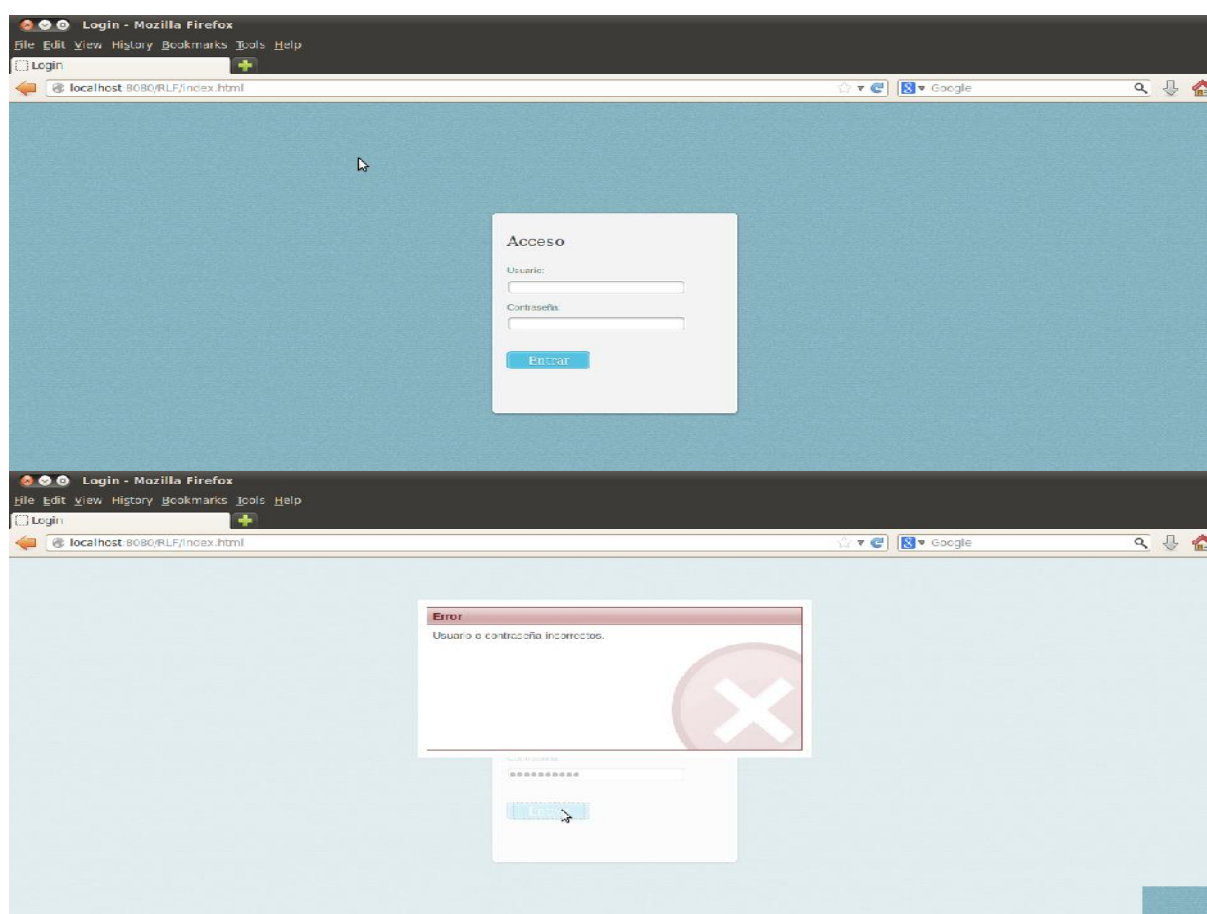 Login - Mozilla Firefox
File Edit View History Bookmarks Tools Help
Login
localhost:8080/RLF/index.html
Google
Acceso
Usuario:
Contraseña:
Entrar
Login - Mozilla Firefox
File Edit View History Bookmarks Tools Help
Login
localhost:8080/RLF/index.html
Google
Error
Usuario o contraseña incorrectos.